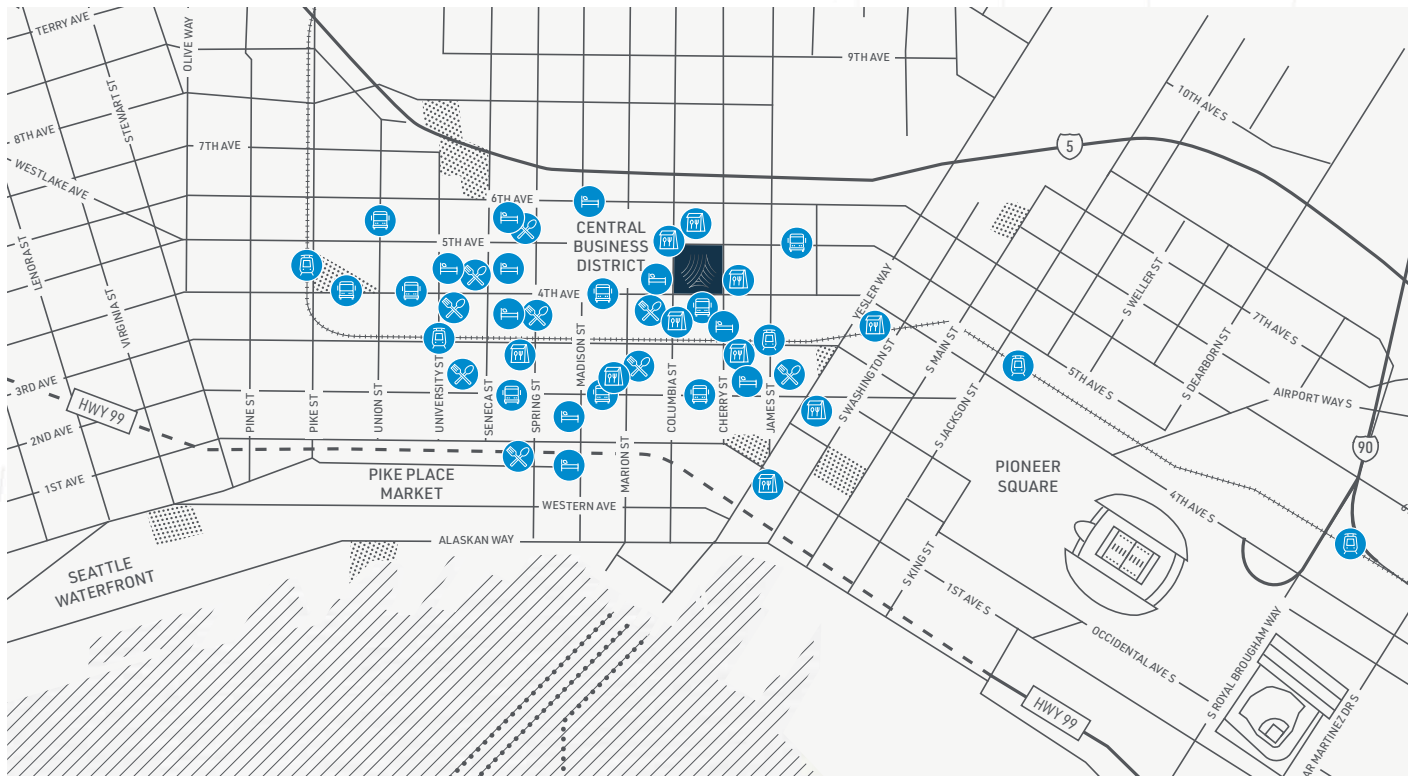 TERRY AVE
OLIVE WAY
9TH AVE
STEWART ST
10TH AVE S
8TH AVE
7TH AVE
5
WESTLAKE AVE
6TH AVE
CENTRAL
BUSINESS
DISTRICT
5TH AVE
LENORA ST
4TH AVE
YESLER WAY
S WELLER ST
VIRGINIA ST
7TH AVE S
MADISON ST
S MAIN ST
S WASHINGTON ST
5TH AVE S
S DEARBORN ST
AIRPORT WAY S
3RD AVE
HWY 99
PINE ST
PIKE ST
UNION ST
UNIVERSITY ST
SENECA ST
SPRING ST
MARION ST
COLUMBIA ST
CHERRY ST
JAMES ST
S JACKSON ST
2ND AVE
90
PIKE PLACE
MARKET
PIONEER
SQUARE
1ST AVE
WESTERN AVE
4TH AVE S
6
ALASKAN WAY
SEATTLE
WATERFRONT
S KING ST
1ST AVE S
OCCIDENTAL AVE S
S ROYAL BROUGHAM WAY
HWY 99
AR MARTINEZ DR S